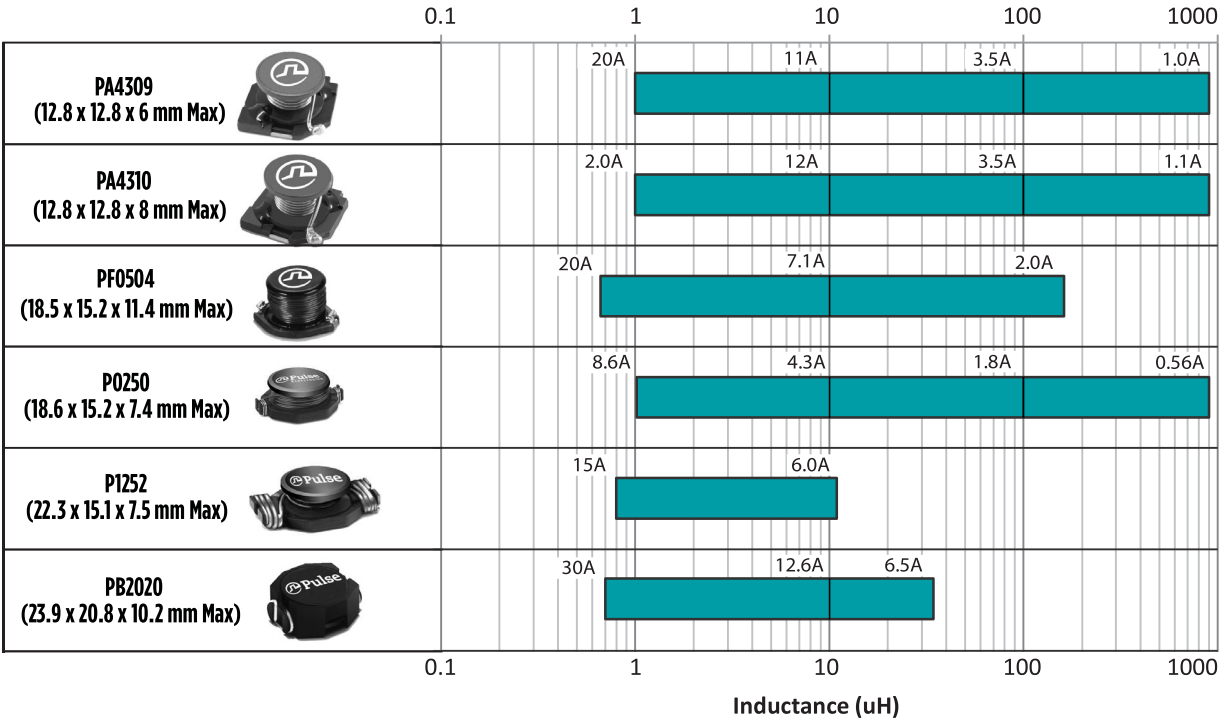 0.1 1 10 100 1000
20A 11A 3.5A 1.0A
PA4309
(12.8 x 12.8 x 6 mm Max)
2.0A 12A 3.5A 1.1A
PA4310
(12.8 x 12.8 x 8 mm Max)
20A 7.1A 2.0A
PF0504
(18.5 x 15.2 x 11.4 mm Max)
8.6A 4.3A 1.8A 0.56A
P0250
(18.6 x 15.2 x 7.4 mm Max)
Pulse
15A 6.0A
P1252
(22.3 x 15.1 x 7.5 mm Max)
Pulse
30A 12.6A 6.5A
PB2020
(23.9 x 20.8 x 10.2 mm Max)
Pulse
0.1 1 10 100 1000
Inductance (uH)